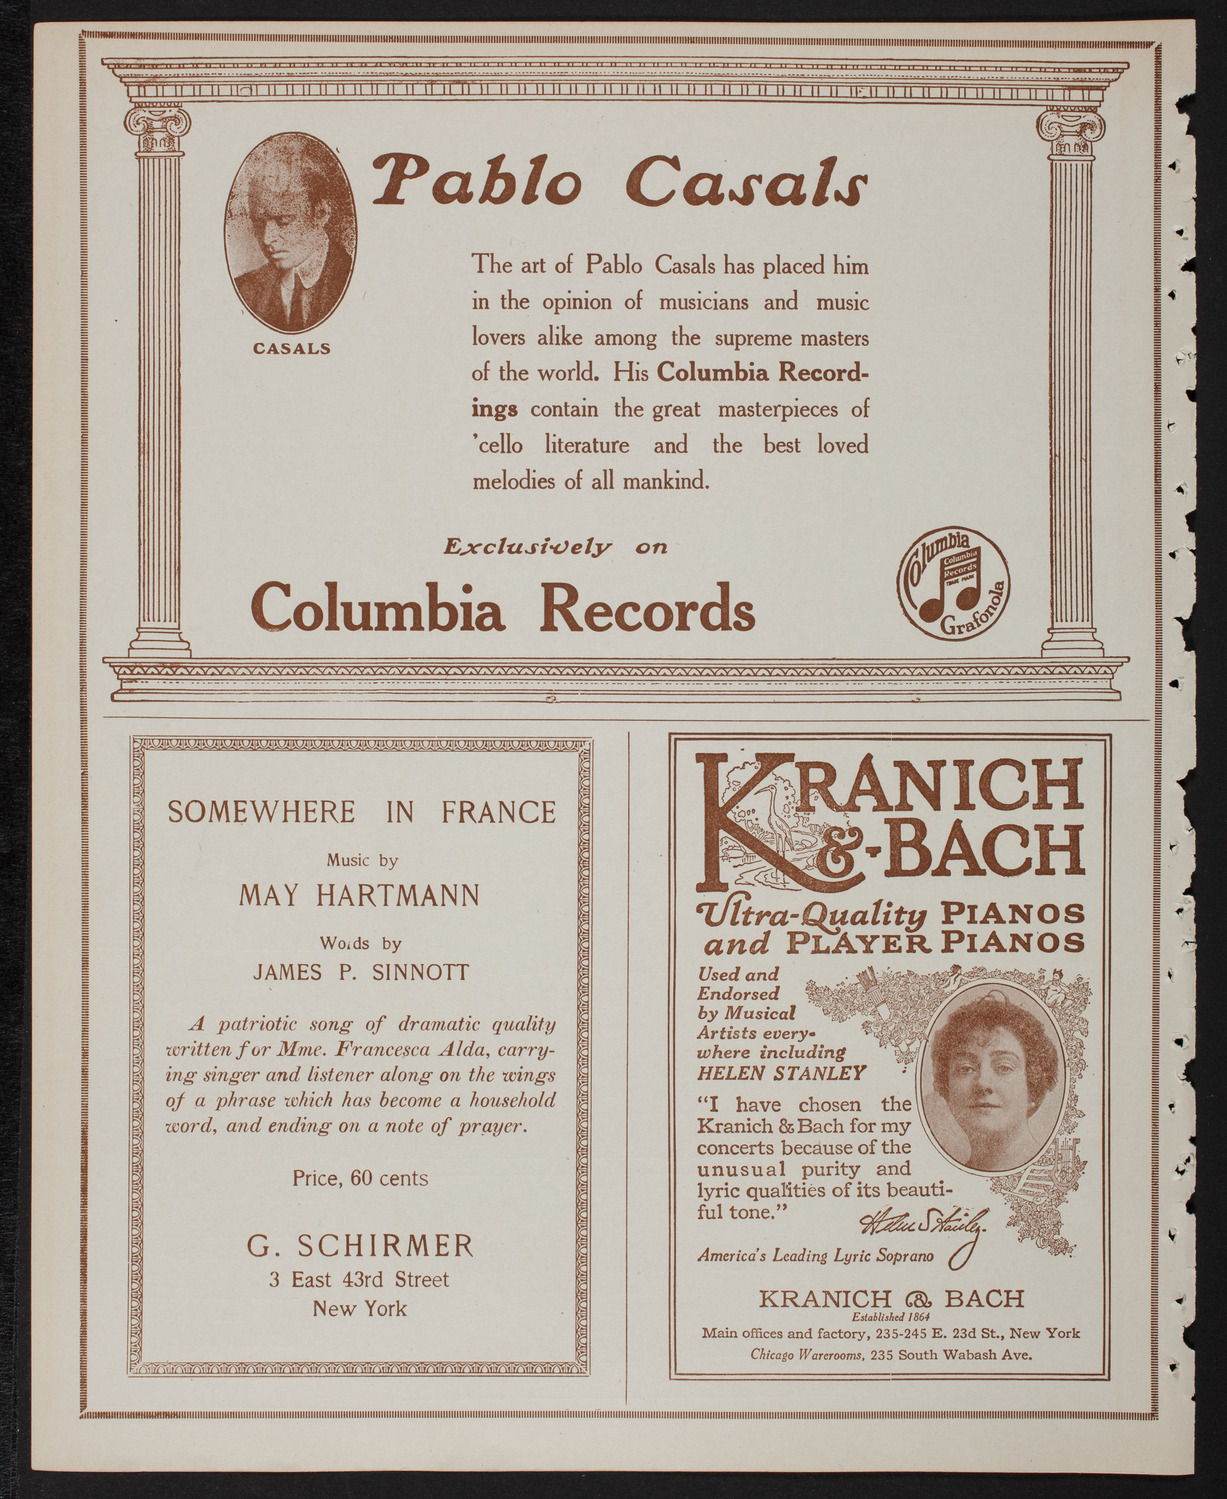 Pablo Casals
CASALS
The art of Pablo Casals has placed him
in the opinion of musicians and music
lovers alike among the supreme masters
of the world. His Columbia Record-
ings contain the great masterpieces of
'cello literature and the best loved
melodies of all mankind.
Exclusively on
Columbia Records
Columbia
Columbia
Records
TRADE MARK
Grafonola
SOMEWHERE IN FRANCE
Music by
MAY HARTMANN
Words by
JAMES P. SINNOTT
A patriotic song of dramatic quality
written for Mme. Francesca Alda, carry-
ing singer and listener along on the wings
of a phrase which has become a household
word, and ending on a note of prayer.
Price, 60 cents
G. SCHIRMER
3 East 43rd Street
New York
KRANICH
&-BACH
Ultra-Quality PIANOS
and PLAYER PIANOS
Used and
Endorsed
by Musical
Artists every-
where including
HELEN STANLEY
"I have chosen the
Kranich & Bach for my
concerts because of the
unusual purity and
lyric qualities of its beauti-
ful tone."
Helen Stanley.
America's Leading Lyric Soprano
KRANICH & BACH
Established 1864
Main offices and factory, 235-245 E. 23d St., New York
Chicago Warerooms, 235 South Wabash Ave.